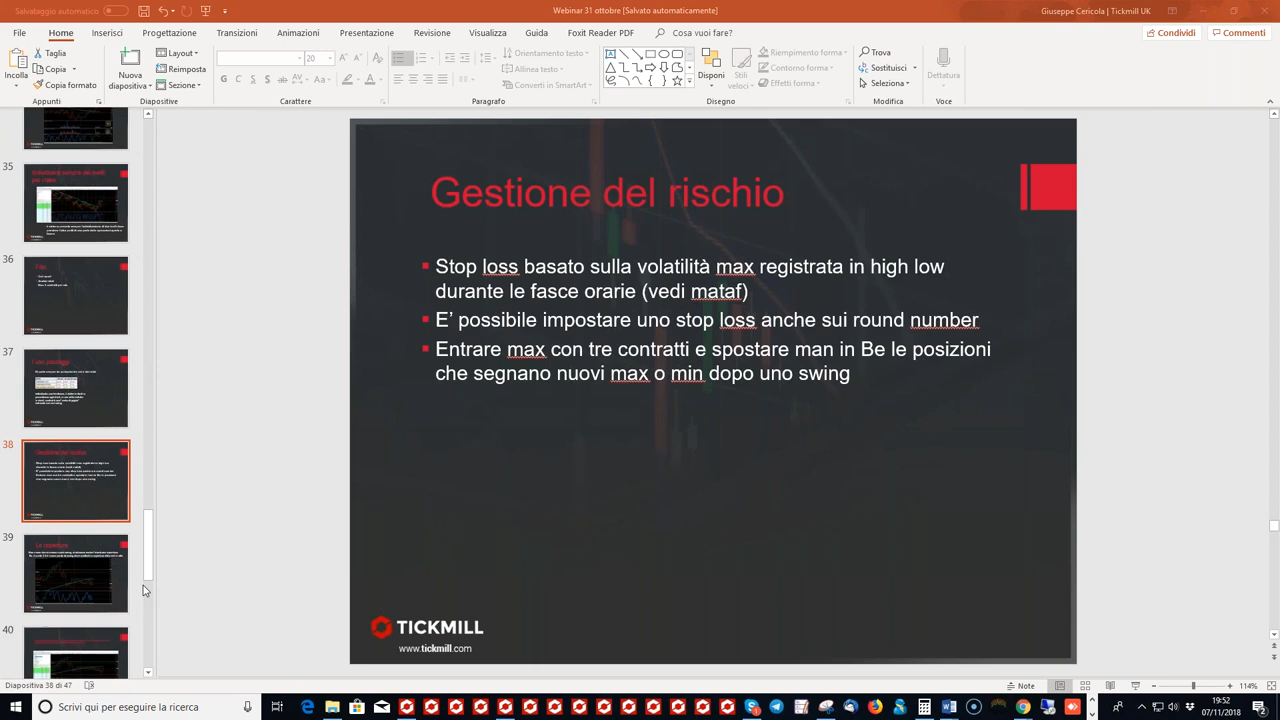 Salvataggio automatico
Webinar 31 ottobre [Salvato automaticamente]
Giuseppe Cericola | Tickmill UK
File
Home
Inserisci
Progettazione
Transizioni
Animazioni
Presentazione
Revisione
Visualizza
Guida
Foxit Reader PDF
Cosa vuoi fare?
Condividi
Commenti
Incolla
Taglia
Copia
Copia formato
Appunti
Nuova
diapositiva
Layout
Reimposta
Sezione
Diapositive
20
Carattere
Orientamento testo
Allinea testo
Converti in SmartArt
Paragrafo
Disponi
Stili
veloci
Riempimento forma
Contorno forma
Effetti forma
Disegno
Trova
Sostituisci
Seleziona
Modifica
Dettatura
Voce
35
36
37
38
39
40
Gestione del rischio
Stop loss basato sulla volatilità max registrata in high low
durante le fasce orarie (vedi mataf)
E' possibile impostare uno stop loss anche sui round number
Entrare max con tre contratti e spostare man in Be le posizioni
che segnano nuovi max o min dopo uno swing
TICKMILL
www.tickmill.com
Diapositiva 38 di 47
Note
114%
Scrivi qui per eseguire la ricerca
19:52
07/11/2018